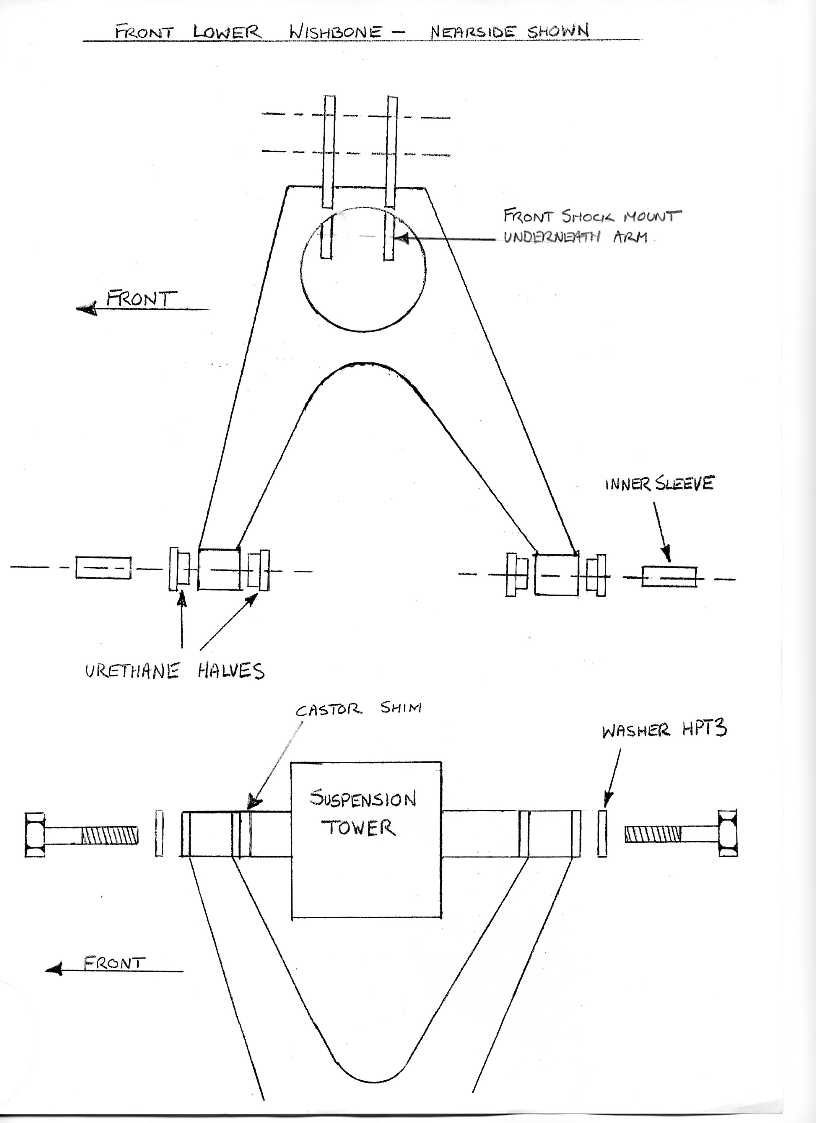 FRONT LOWER WISHBONE - NEARSIDE SHOWN
FRONT SHOCK MOUNT
UNDERNEATH ARM.
FRONT
INNER SLEEVE
URETHANE HALVES
CASTOR SHIM
WASHER HPT3
SUSPENSION
TOWER
FRONT